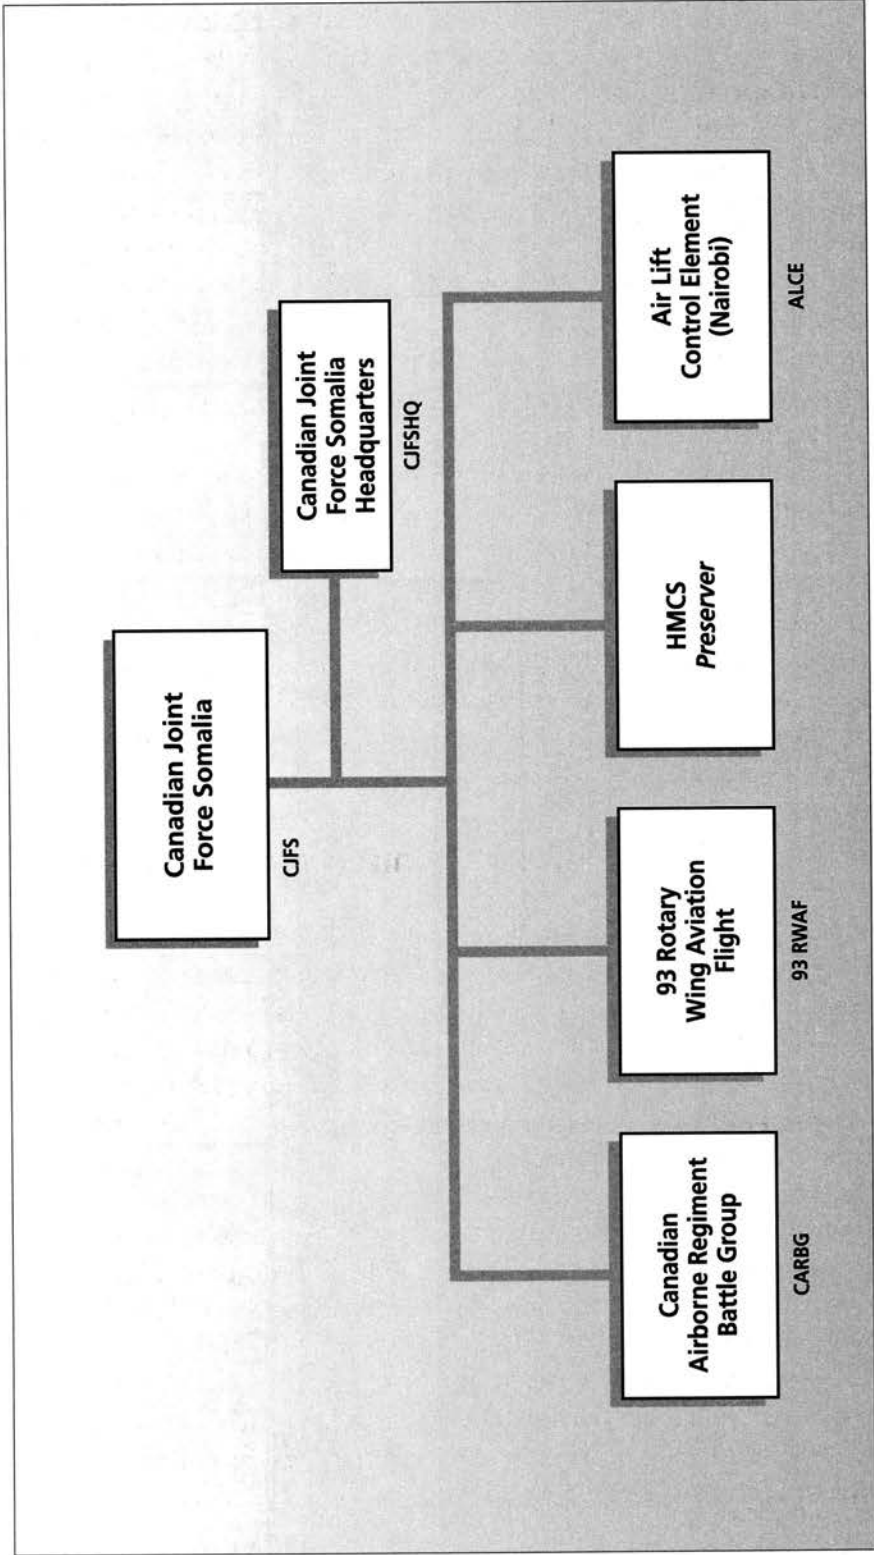 Canadian Joint
Force Somalia
CJFS
Canadian Joint
Force Somalia
Headquarters
CJFSHQ
Canadian
Airborne Regiment
Battle Group
CARBG
93 Rotary
Wing Aviation
Flight
93 RWAF
HMCS
Preserver
Air Lift
Control Element
(Nairobi)
ALCE